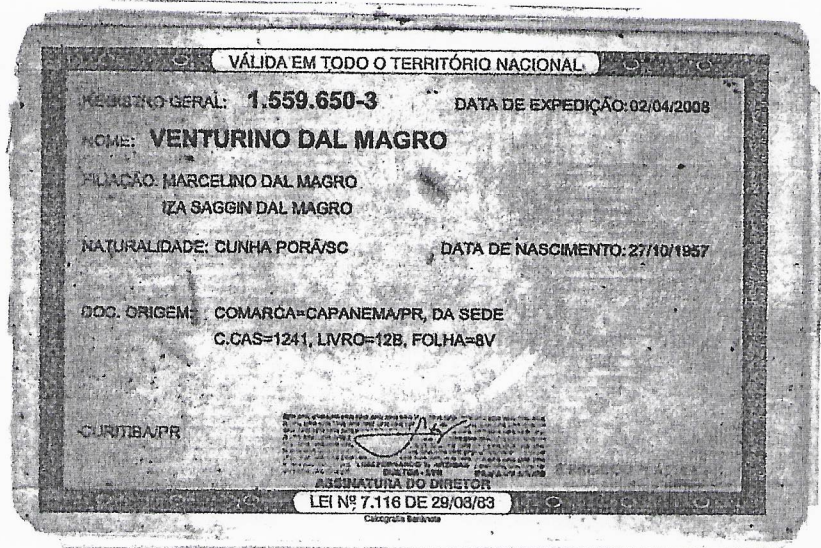 VÁLIDA EM TODO O TERRITÓRIO NACIONAL
REGISTRO GERAL: 1.559.650-3 DATA DE EXPEDIÇÃO: 02/04/2008
NOME: VENTURINO DAL MAGRO
FILIAÇÃO: MARCELINO DAL MAGRO
IZA SAGGIN DAL MAGRO
NATURALIDADE: CUNHA PORÃ/SC DATA DE NASCIMENTO: 27/10/1957
DOC. ORIGEM: COMARCA=CAPANEMA/PR, DA SEDE
C.CAS=1241, LIVRO=12B, FOLHA=8V
CURITIBA/PR
ASSINATURA DO DIRETOR
LEI Nº 7.116 DE 29/08/83